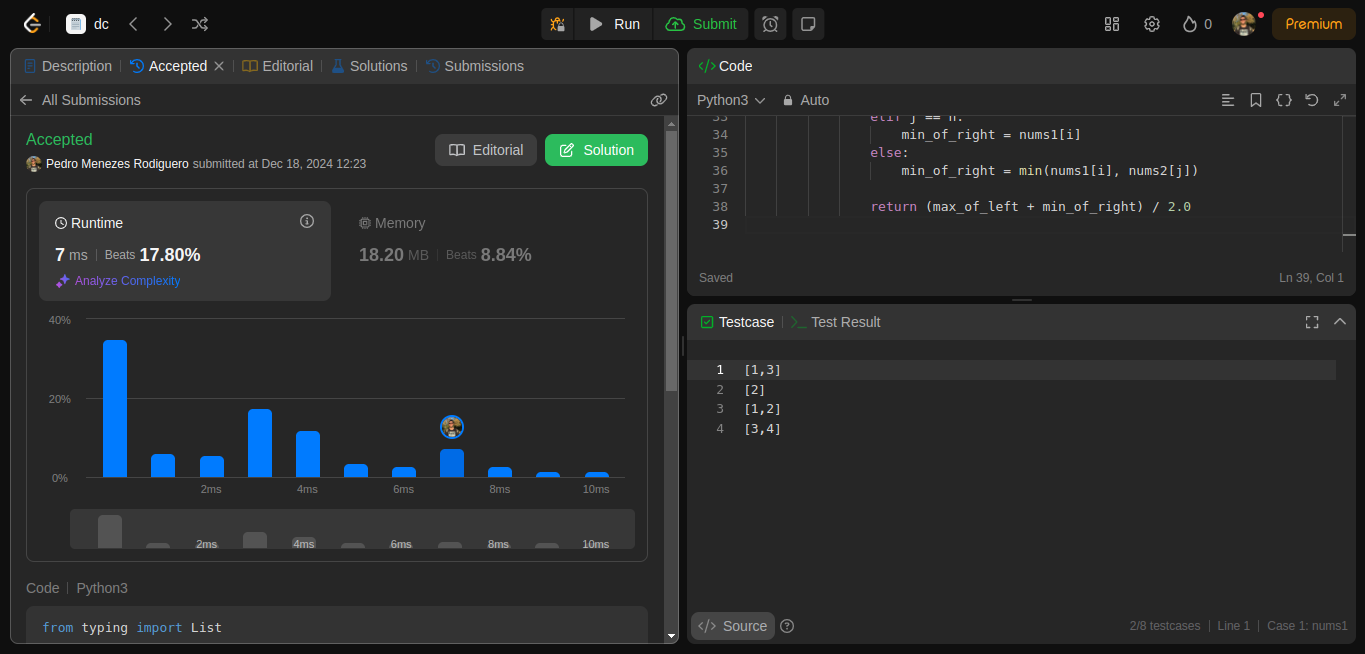 dc Run Submit 0 Premium
Description Accepted Editorial Solutions Submissions
All Submissions
Accepted
Pedro Menezes Rodiguero submitted at Dec 18, 2024 12:23
Editorial Solution
Runtime Memory
7 ms Beats 17.80% 18.20 MB Beats 8.84%
Analyze Complexity
40%
20%
0%
2ms 4ms 6ms 8ms 10ms
2ms 4ms 6ms 8ms 10ms
Code Python3
from typing import List
</> Code
Python3 Auto
33 elif j == n:
34 min_of_right = nums1[i]
35 else:
36 min_of_right = min(nums1[i], nums2[j])
37
38 return (max_of_left + min_of_right) / 2.0
39
Saved Ln 39, Col 1
Testcase >_ Test Result
1 [1,3]
2 [2]
3 [1,2]
4 [3,4]
</> Source ? 2/8 testcases Line 1 Case 1: nums1